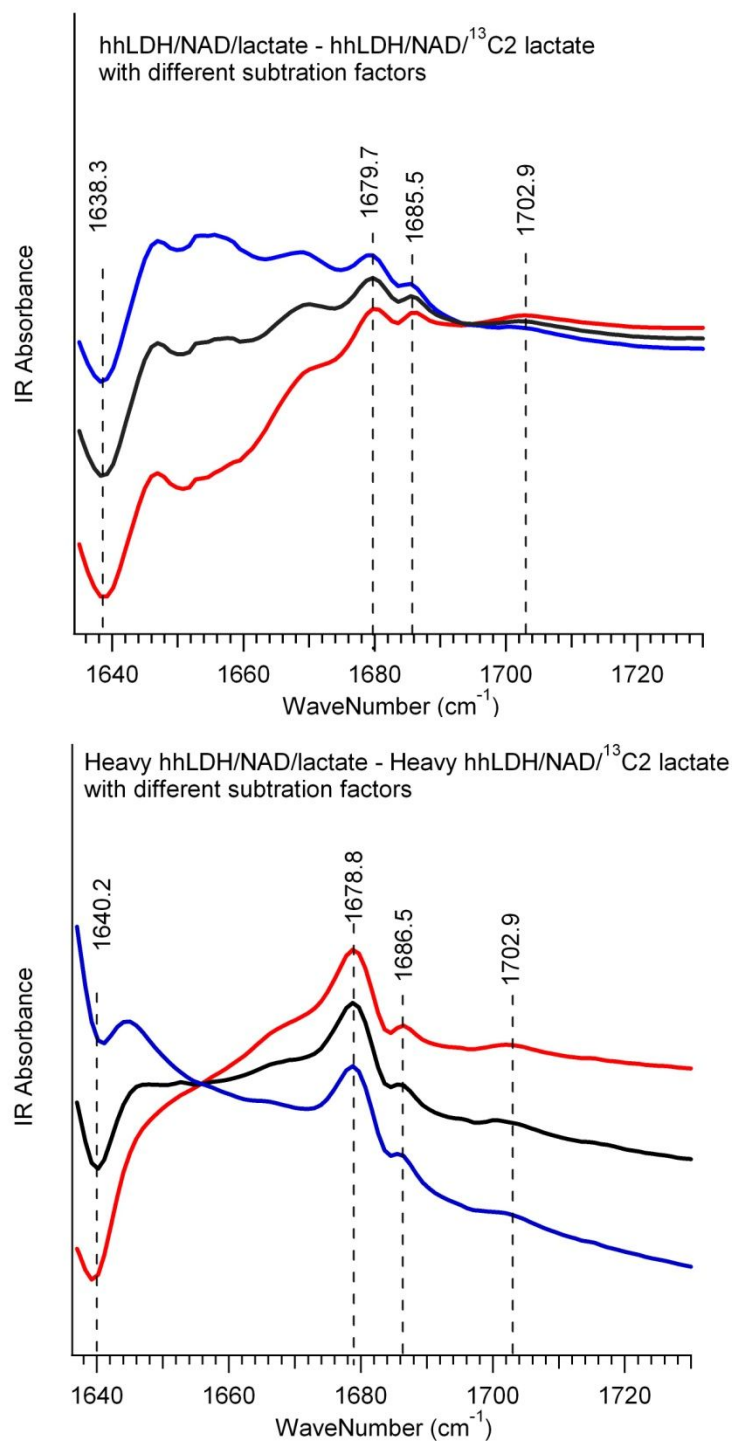 hhLDH/NAD/lactate - hhLDH/NAD/¹³C2 lactate
with different subtration factors
1638.3
1679.7
1685.5
1702.9
IR Absorbance
1640 1660 1680 1700 1720
WaveNumber (cm⁻¹)
Heavy hhLDH/NAD/lactate - Heavy hhLDH/NAD/¹³C2 lactate
with different subtration factors
1640.2
1678.8
1686.5
1702.9
IR Absorbance
1640 1660 1680 1700 1720
WaveNumber (cm⁻¹)